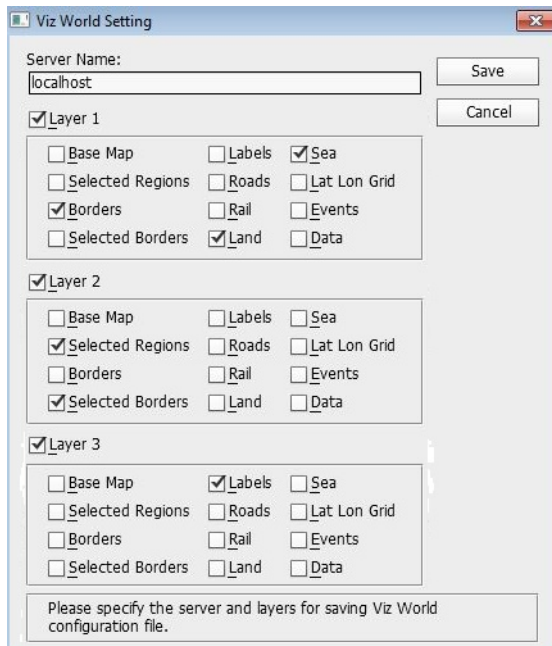 Viz World Setting
Server Name:
localhost
Save
Cancel
Layer 1
Base Map Labels Sea
Selected Regions Roads Lat Lon Grid
Borders Rail Events
Selected Borders Land Data
Layer 2
Base Map Labels Sea
Selected Regions Roads Lat Lon Grid
Borders Rail Events
Selected Borders Land Data
Layer 3
Base Map Labels Sea
Selected Regions Roads Lat Lon Grid
Borders Rail Events
Selected Borders Land Data
Please specify the server and layers for saving Viz World
configuration file.